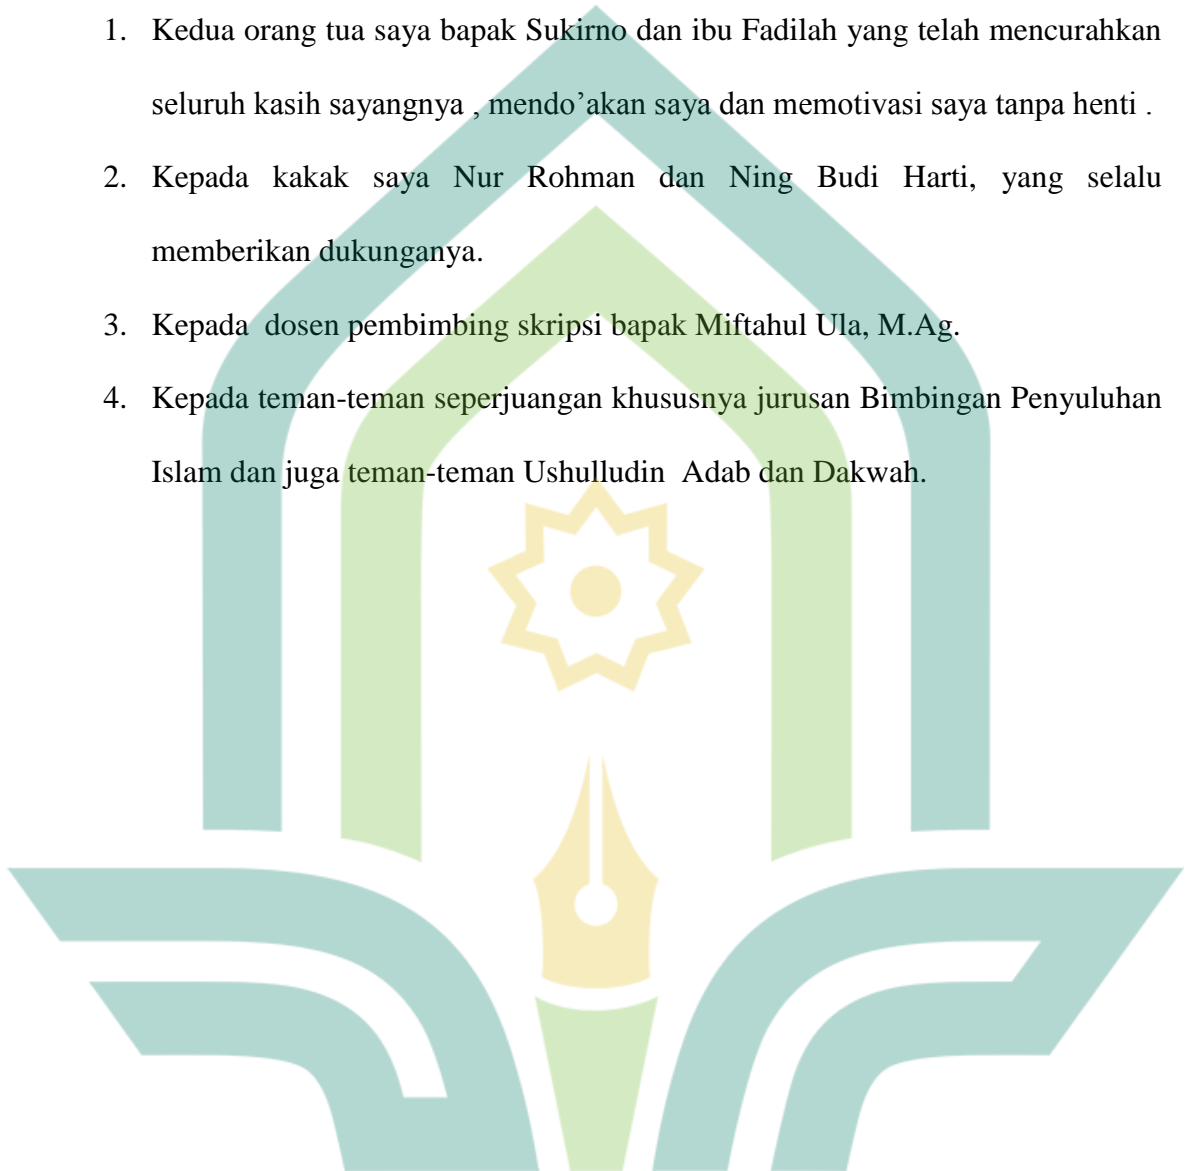 1. Kedua orang tua saya bapak Sukirno dan ibu Fadilah yang telah mencurahkan
seluruh kasih sayangnya , mendo’akan saya dan memotivasi saya tanpa henti .
2. Kepada kakak saya Nur Rohman dan Ning Budi Harti, yang selalu
memberikan dukunganya.
3. Kepada  dosen pembimbing skripsi bapak Miftahul Ula, M.Ag.
4. Kepada teman-teman seperjuangan khususnya jurusan Bimbingan Penyuluhan
Islam dan juga teman-teman Ushulludin  Adab dan Dakwah.